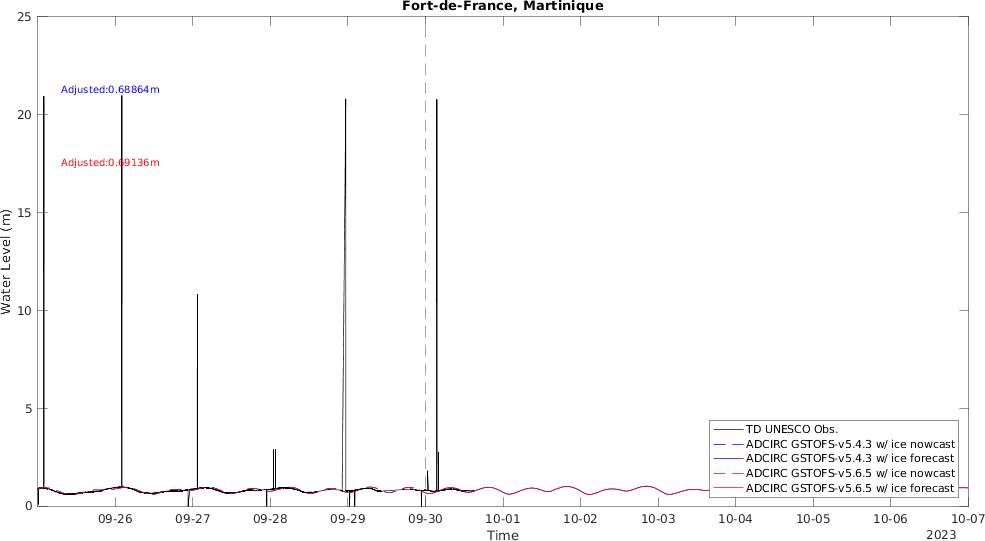 Fort-de-France, Martinique
25
20
15
10
5
0
Water Level (m)
Adjusted:0.68864m
Adjusted:0.69136m
TD UNESCO Obs.
ADCIRC GSTOFS-v5.4.3 w/ ice nowcast
ADCIRC GSTOFS-v5.4.3 w/ ice forecast
ADCIRC GSTOFS-v5.6.5 w/ ice nowcast
ADCIRC GSTOFS-v5.6.5 w/ ice forecast
09-26 09-27 09-28 09-29 09-30 10-01 10-02 10-03 10-04 10-05 10-06 10-07
Time
2023